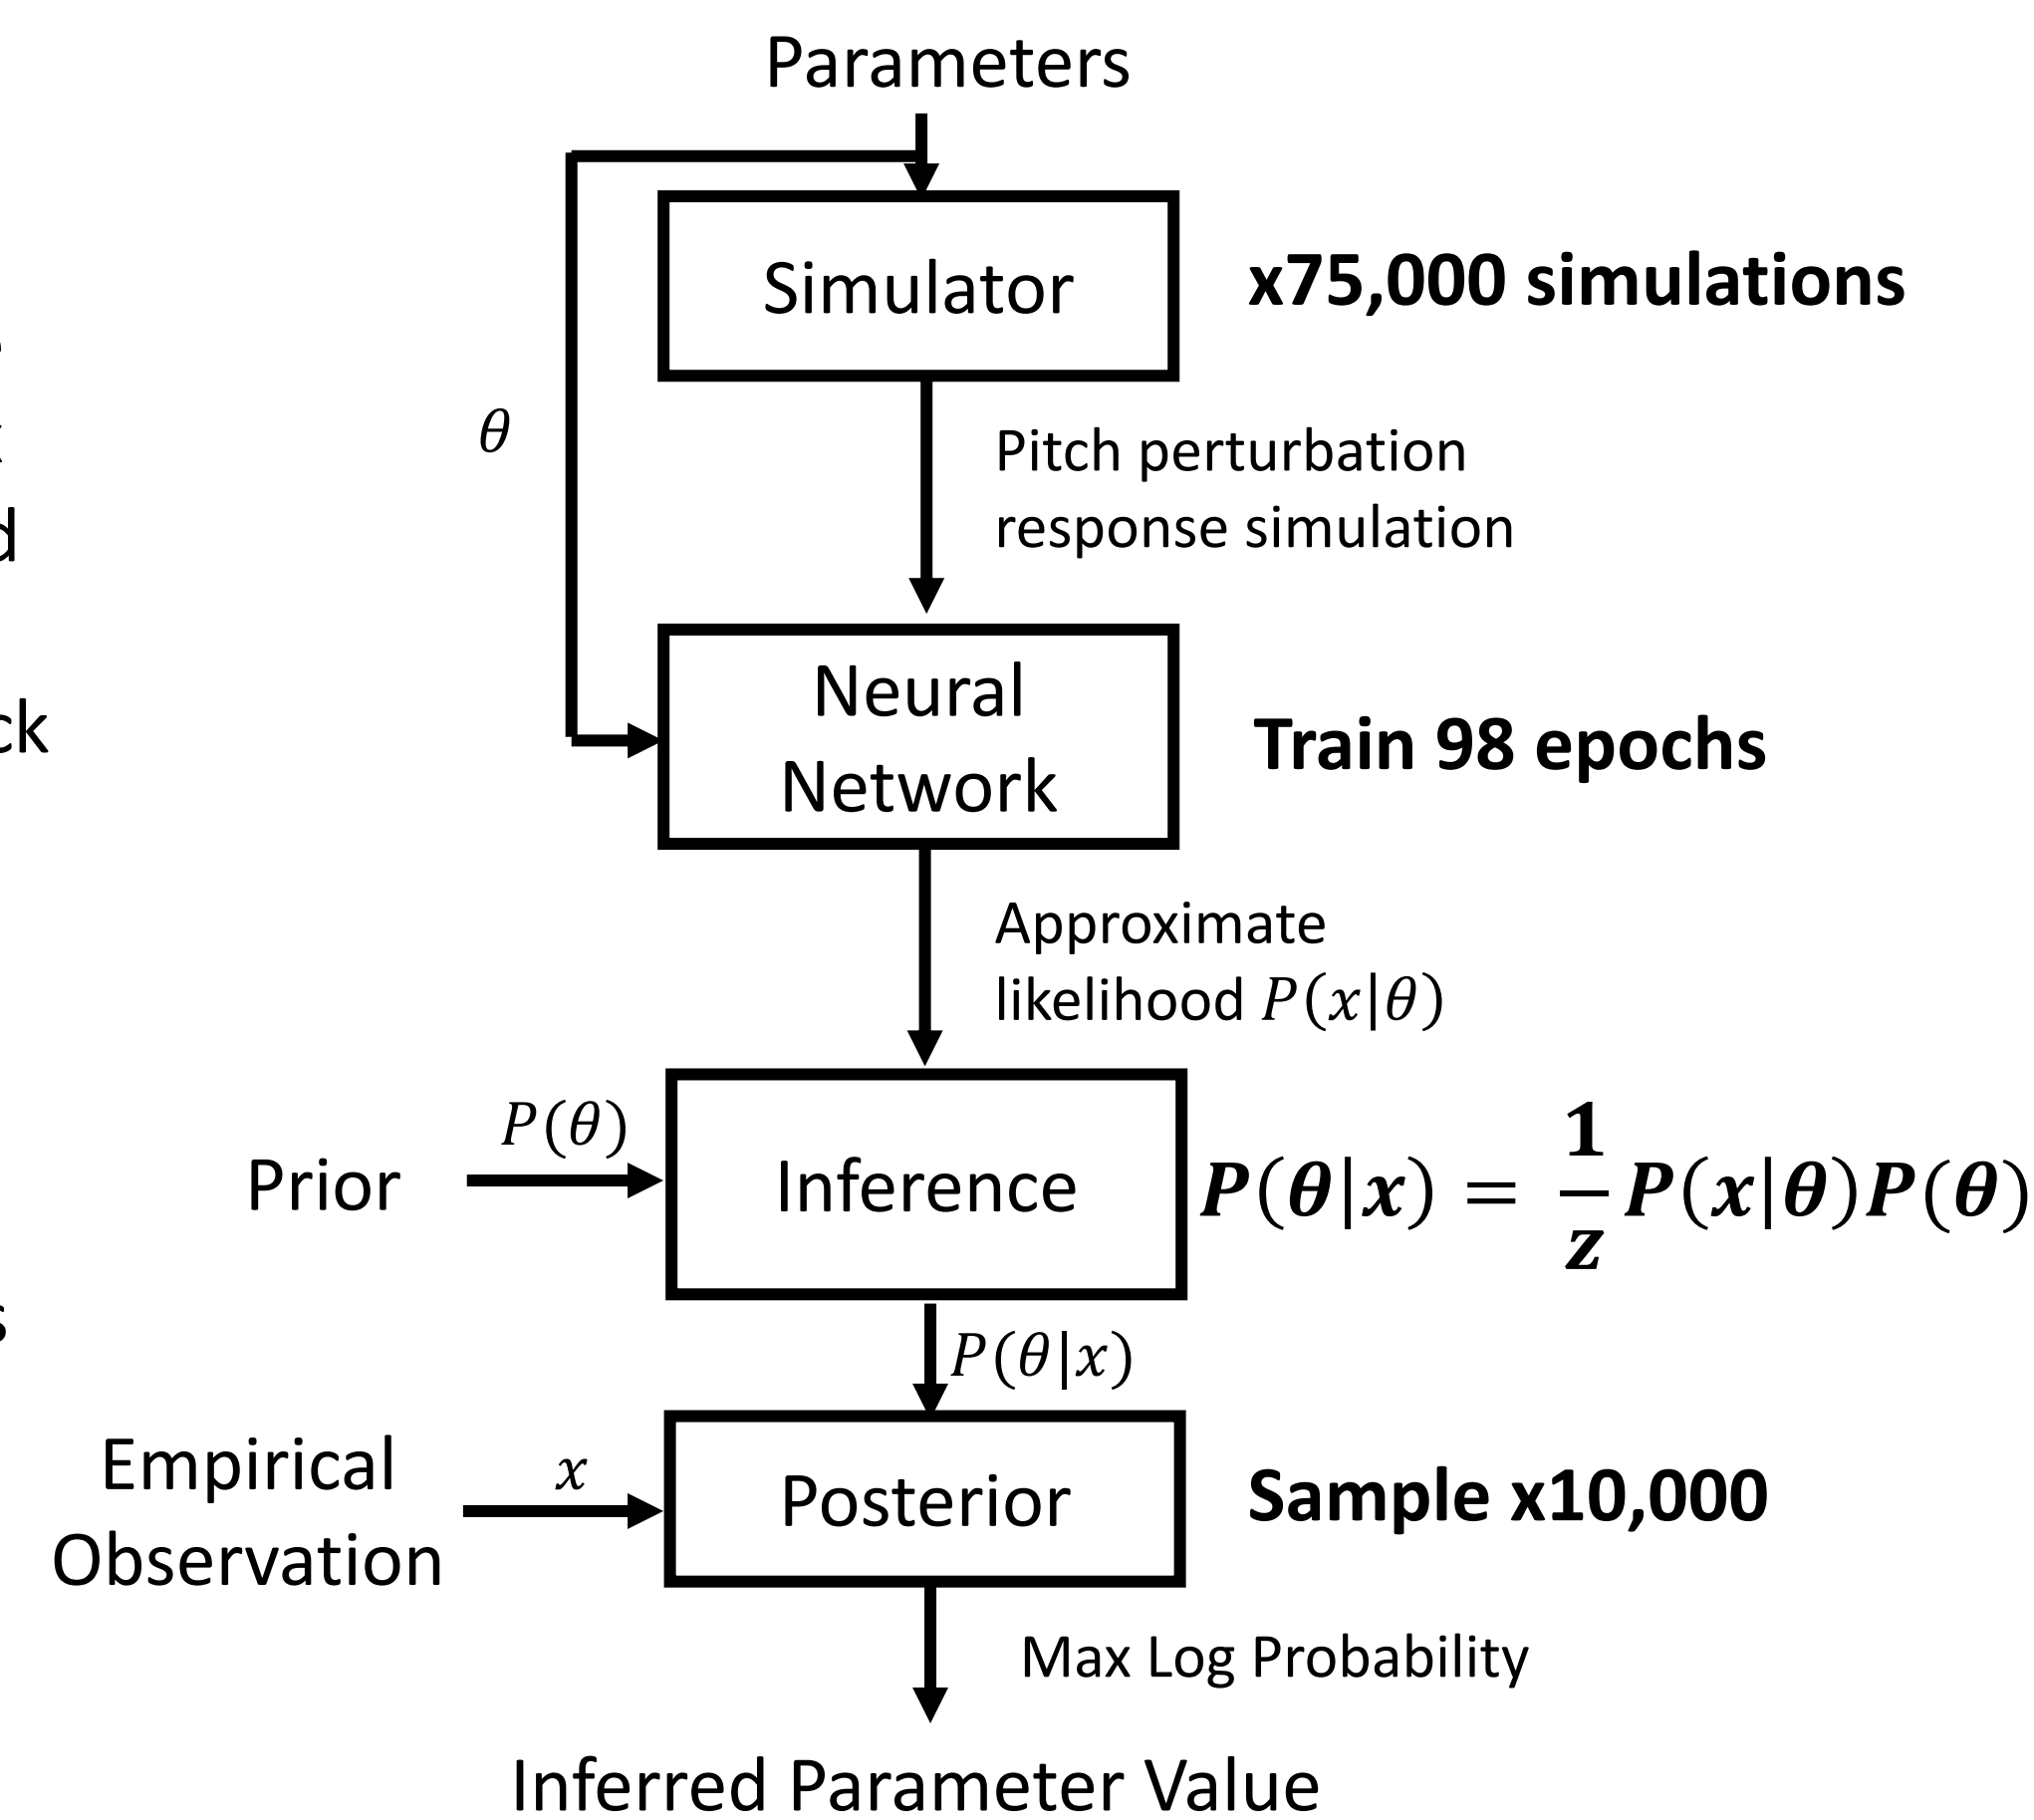 Parameters
Simulator
x75,000 simulations
θ
Pitch perturbation
response simulation
Neural
Network
Train 98 epochs
Approximate
likelihood P(x|θ)
P(θ)
Prior
Inference
P(θ|x) = 1/z P(x|θ)P(θ)
P(θ|x)
Empirical
Observation
x
Posterior
Sample x10,000
Max Log Probability
Inferred Parameter Value